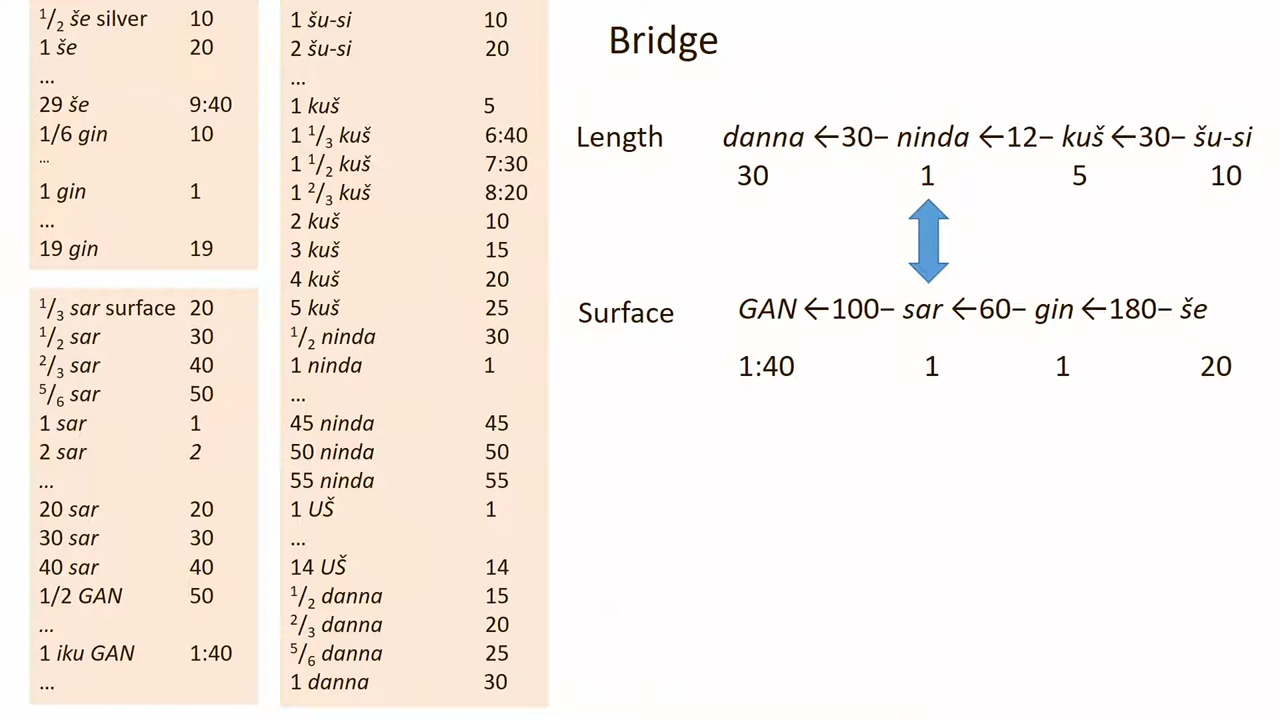 1/2 še silver 10
1 še 20
...
29 še 9:40
1/6 gin 10
...
1 gin 1
...
19 gin 19
1/3 sar surface 20
1/2 sar 30
2/3 sar 40
5/6 sar 50
1 sar 1
2 sar 2
...
20 sar 20
30 sar 30
40 sar 40
1/2 GAN 50
...
1 iku GAN 1:40
...
1 šu-si 10
2 šu-si 20
...
1 kuš 5
1 1/3 kuš 6:40
1 1/2 kuš 7:30
1 2/3 kuš 8:20
2 kuš 10
3 kuš 15
4 kuš 20
5 kuš 25
1/2 ninda 30
1 ninda 1
...
45 ninda 45
50 ninda 50
55 ninda 55
1 UŠ 1
...
14 UŠ 14
1/2 danna 15
2/3 danna 20
5/6 danna 25
1 danna 30
Bridge
Length danna ←30− ninda ←12− kuš ←30− šu-si
30 1 5 10
Surface GAN ←100− sar ←60− gin ←180− še
1:40 1 1 20